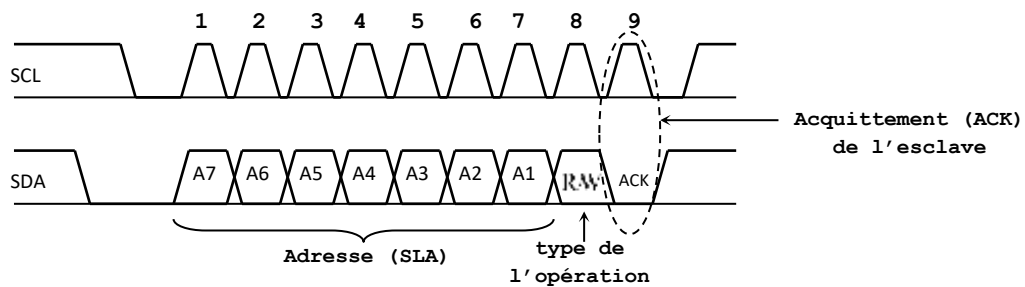 1 2 3 4 5 6 7 8 9
SCL
Acquittement (ACK)
de l'esclave
SDA A7 A6 A5 A4 A3 A2 A1 R/W ACK
Adresse (SLA)
type de
l'opération